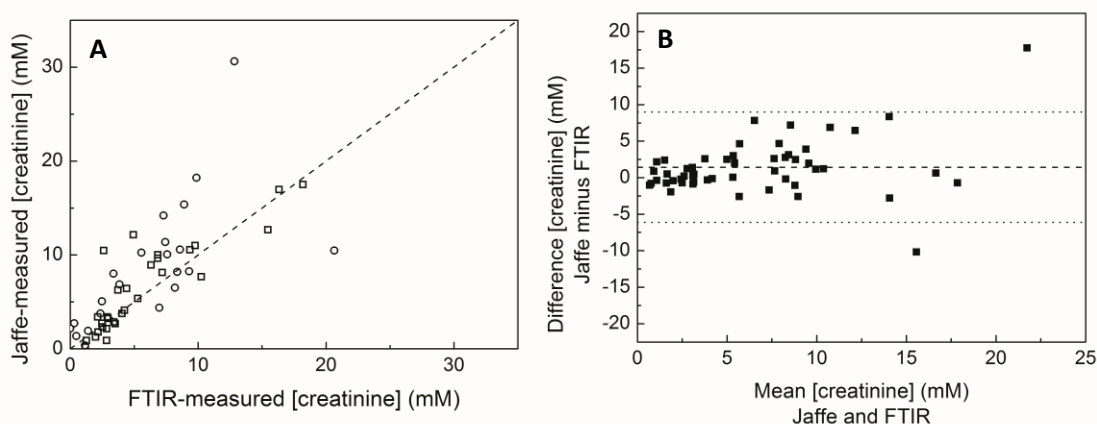 A
Jaffe-measured [creatinine] (mM)
30
20
10
0
0
10
20
30
FTIR-measured [creatinine] (mM)
B
Difference [creatinine] (mM)
Jaffe minus FTIR
20
15
10
5
0
-5
-10
-15
-20
0
5
10
15
20
25
Mean [creatinine] (mM)
Jaffe and FTIR